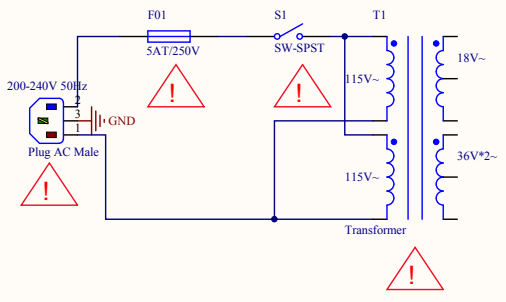 F01
S1
T1
5AT/250V
SW-SPST
18V~
200-240V 50Hz
115V~
2
3
GND
1
Plug AC Male
36V*2~
115V~
Transformer
!
!
!
!